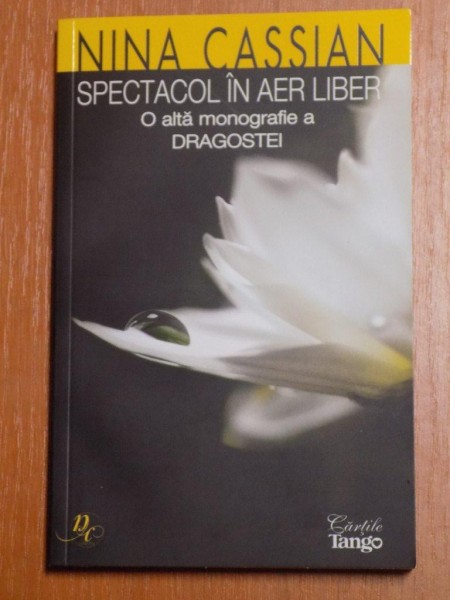 NINA CASSIAN
SPECTACOL ÎN AER LIBER
O altă monografie a
DRAGOSTEI
Cărțile
Tango